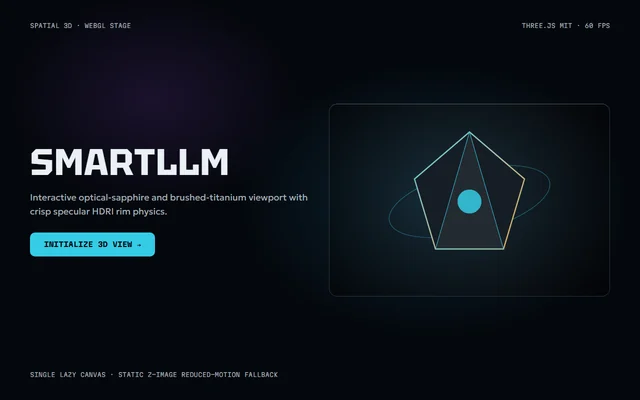 SPATIAL 3D · WEBGL STAGE
THREE.JS MIT · 60 FPS
SMARTLLM
Interactive optical-sapphire and brushed-titanium viewport with
crisp specular HDRI rim physics.
INITIALIZE 3D VIEW →
SINGLE LAZY CANVAS · STATIC Z-IMAGE REDUCED-MOTION FALLBACK